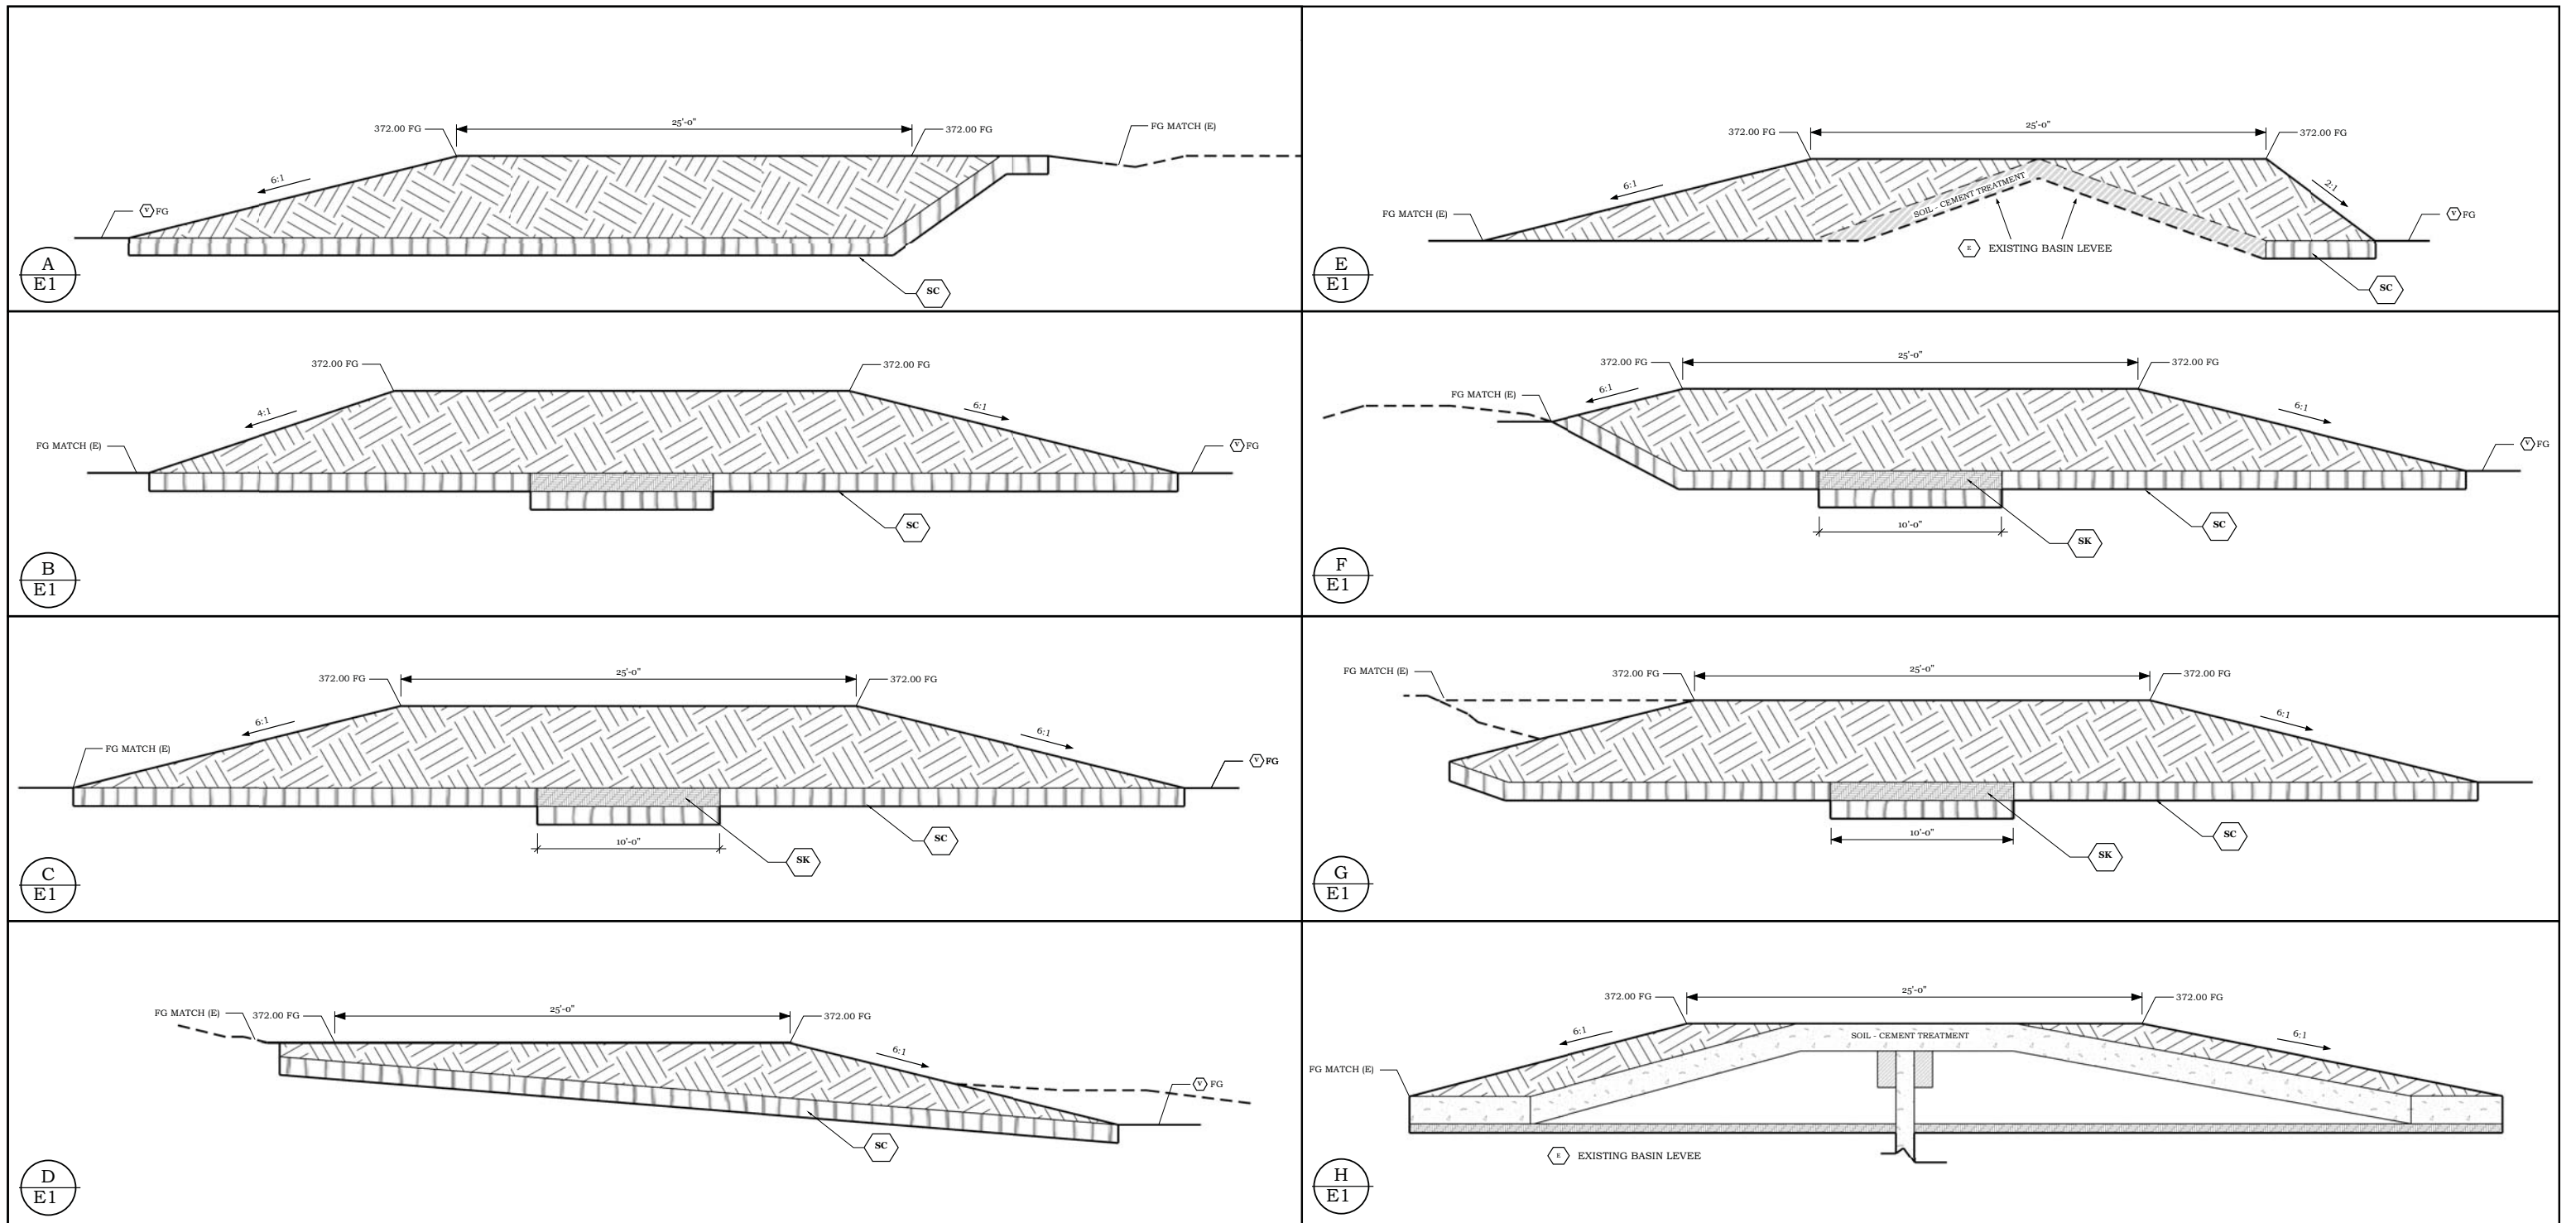 372.00 FG
25'-0"
372.00 FG
FG MATCH (E)
6:1
V FG
SC
A
E1
372.00 FG
372.00 FG
4:1
6:1
FG MATCH (E)
V FG
SC
B
E1
372.00 FG
25'-0"
372.00 FG
6:1
6:1
FG MATCH (E)
V FG
10'-0"
SC
SK
C
E1
FG MATCH (E)
372.00 FG
25'-0"
372.00 FG
6:1
V FG
SC
D
E1
372.00 FG
25'-0"
372.00 FG
6:1
2:1
SOIL - CEMENT TREATMENT
FG MATCH (E)
V FG
E EXISTING BASIN LEVEE
SC
E
E1
372.00 FG
25'-0"
372.00 FG
FG MATCH (E)
6:1
6:1
V FG
10'-0"
SC
SK
F
E1
FG MATCH (E)
372.00 FG
25'-0"
372.00 FG
6:1
10'-0"
SC
SK
G
E1
372.00 FG
25'-0"
372.00 FG
6:1
SOIL - CEMENT TREATMENT
6:1
FG MATCH (E)
E EXISTING BASIN LEVEE
H
E1